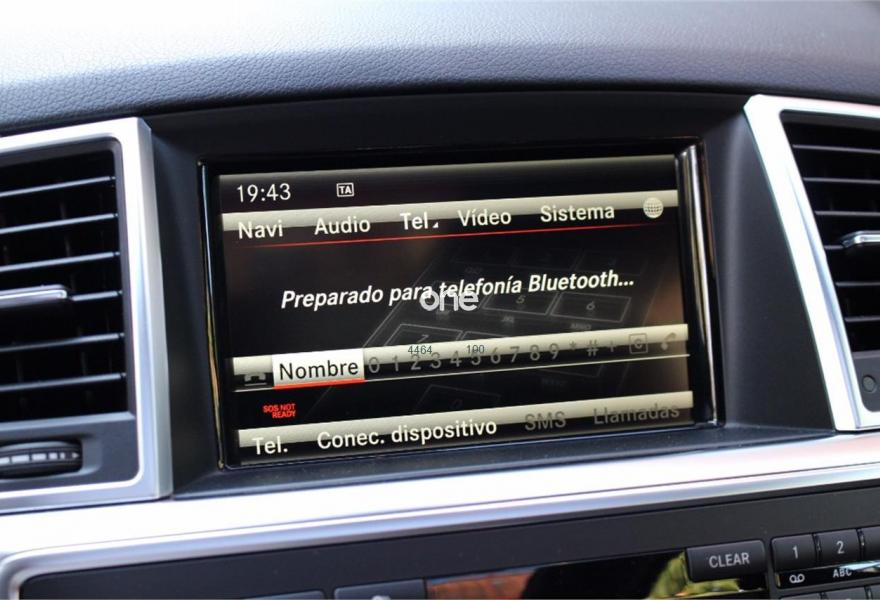 19:43 TA
Navi Audio Tel. Vídeo Sistema
Preparado para telefonía Bluetooth...
one
4464 100
Nombre 0 1 2 3 4 5 6 7 8 9 * # +
SOS NOT
READY
Tel. Conec. dispositivo SMS Llamadas
CLEAR 1 2
ABC